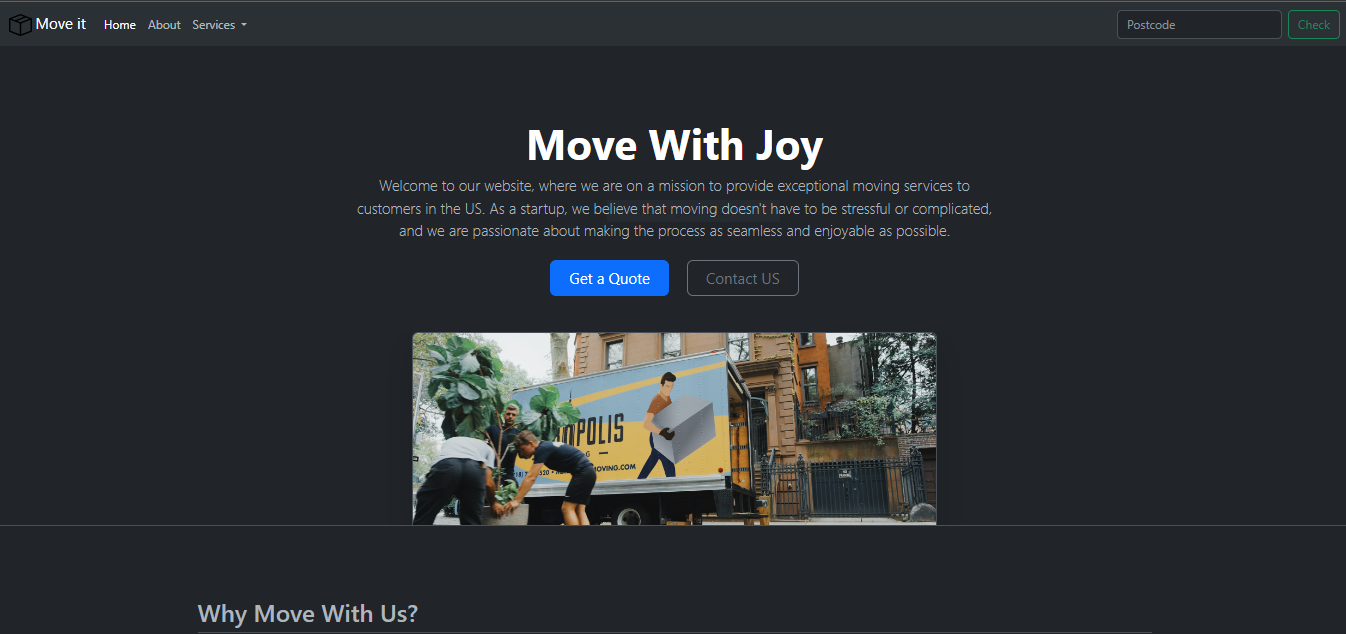 Move it Home About Services Postcode Check
Move With Joy
Welcome to our website, where we are on a mission to provide exceptional moving services to
customers in the US. As a startup, we believe that moving doesn't have to be stressful or complicated,
and we are passionate about making the process as seamless and enjoyable as possible.
Get a Quote Contact US
POLIS
MOVING.COM
Why Move With Us?